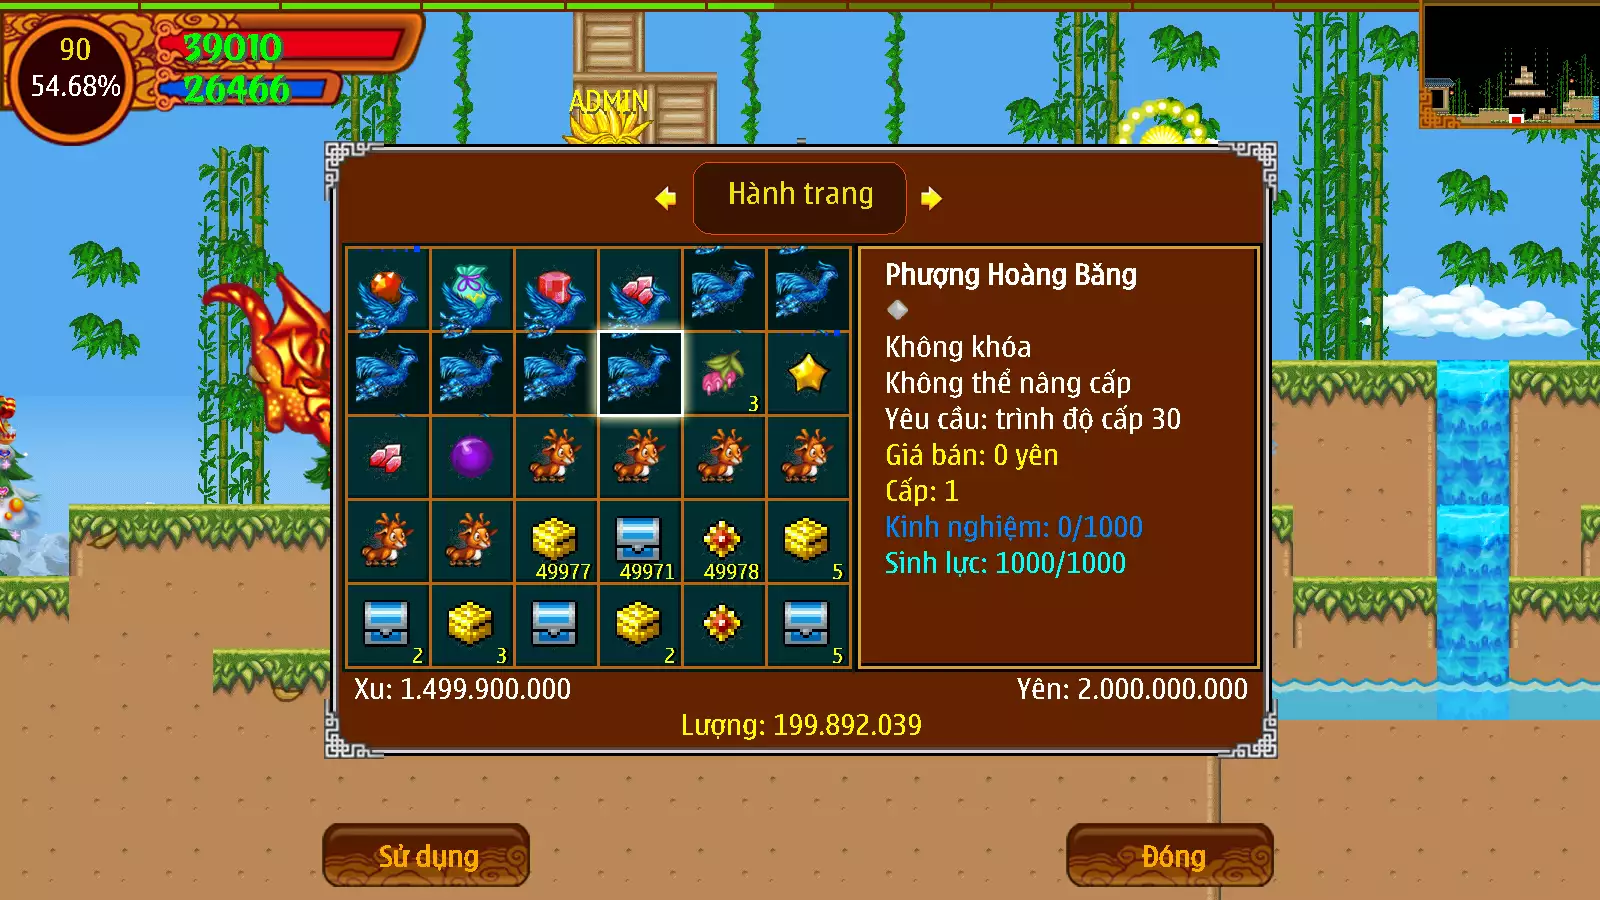 90
54.68%
39010
26466
ADMIN
Hành trang
Phượng Hoàng Băng
Không khóa
Không thể nâng cấp
Yêu cầu: trình độ cấp 30
Giá bán: 0 yên
Cấp: 1
Kinh nghiệm: 0/1000
Sinh lực: 1000/1000
3
49977
49971
49978
5
2
3
2
5
Xu: 1.499.900.000
Yên: 2.000.000.000
Lượng: 199.892.039
Sử dụng
Đóng